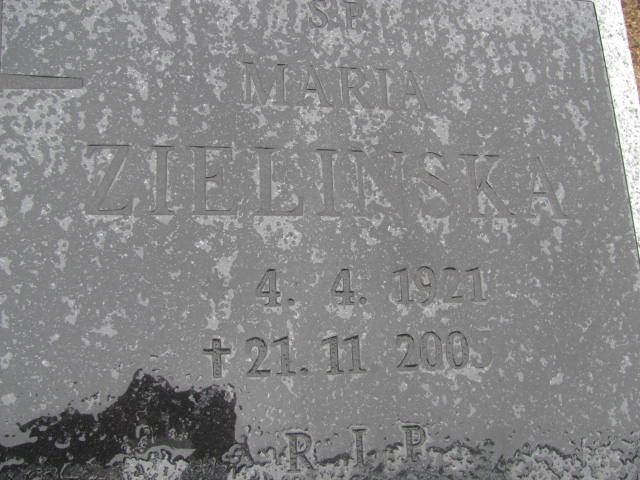 Ś.P.
MARIA
ZIELIŃSKA
4. 4. 1921
✝ 21. 11 2005
R. I. P.